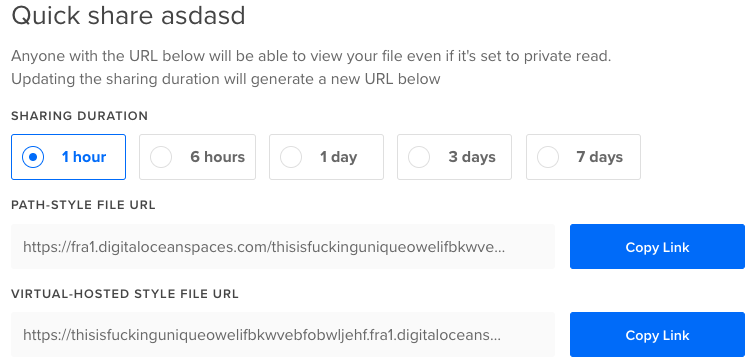 Quick share asdasd
Anyone with the URL below will be able to view your file even if it's set to private read.
Updating the sharing duration will generate a new URL below
SHARING DURATION
1 hour 6 hours 1 day 3 days 7 days
PATH-STYLE FILE URL
https://fra1.digitaloceanspaces.com/thisisfuckinguniqueowelifbkwve... Copy Link
VIRTUAL-HOSTED STYLE FILE URL
https://thisisfuckinguniqueowelifbkwvebfobwljehf.fra1.digitaloceans... Copy Link